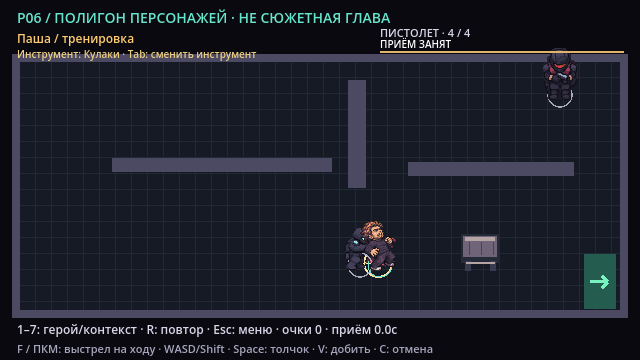 P06 / ПОЛИГОН ПЕРСОНАЖЕЙ · НЕ СЮЖЕТНАЯ ГЛАВА
Паша / тренировка
ПИСТОЛЕТ · 4 / 4
ПРИЁМ ЗАНЯТ
Инструмент: Кулаки · Tab: сменить инструмент
1–7: герой/контекст · R: повтор · Esc: меню · очки 0 · приём 0.0с
F / ПКМ: выстрел на ходу · WASD/Shift · Space: толчок · V: добить · C: отмена